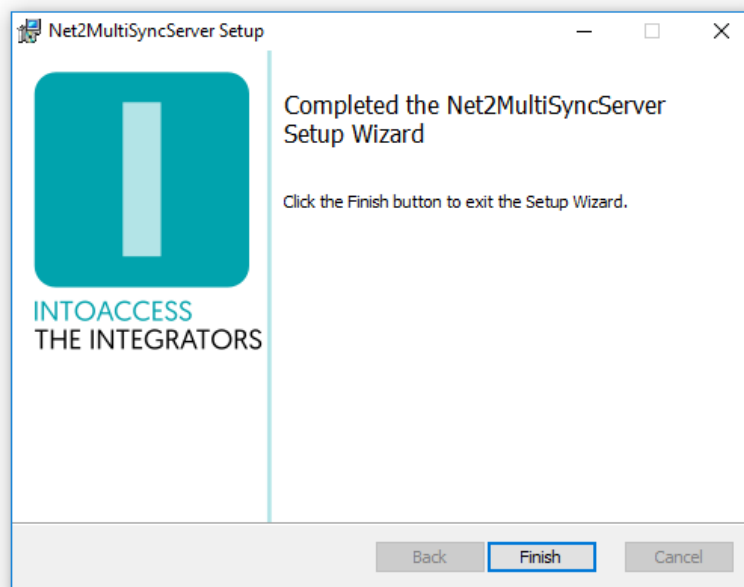 Net2MultiSyncServer Setup
Completed the Net2MultiSyncServer
Setup Wizard
Click the Finish button to exit the Setup Wizard.
INTOACCESS
THE INTEGRATORS
Back
Finish
Cancel